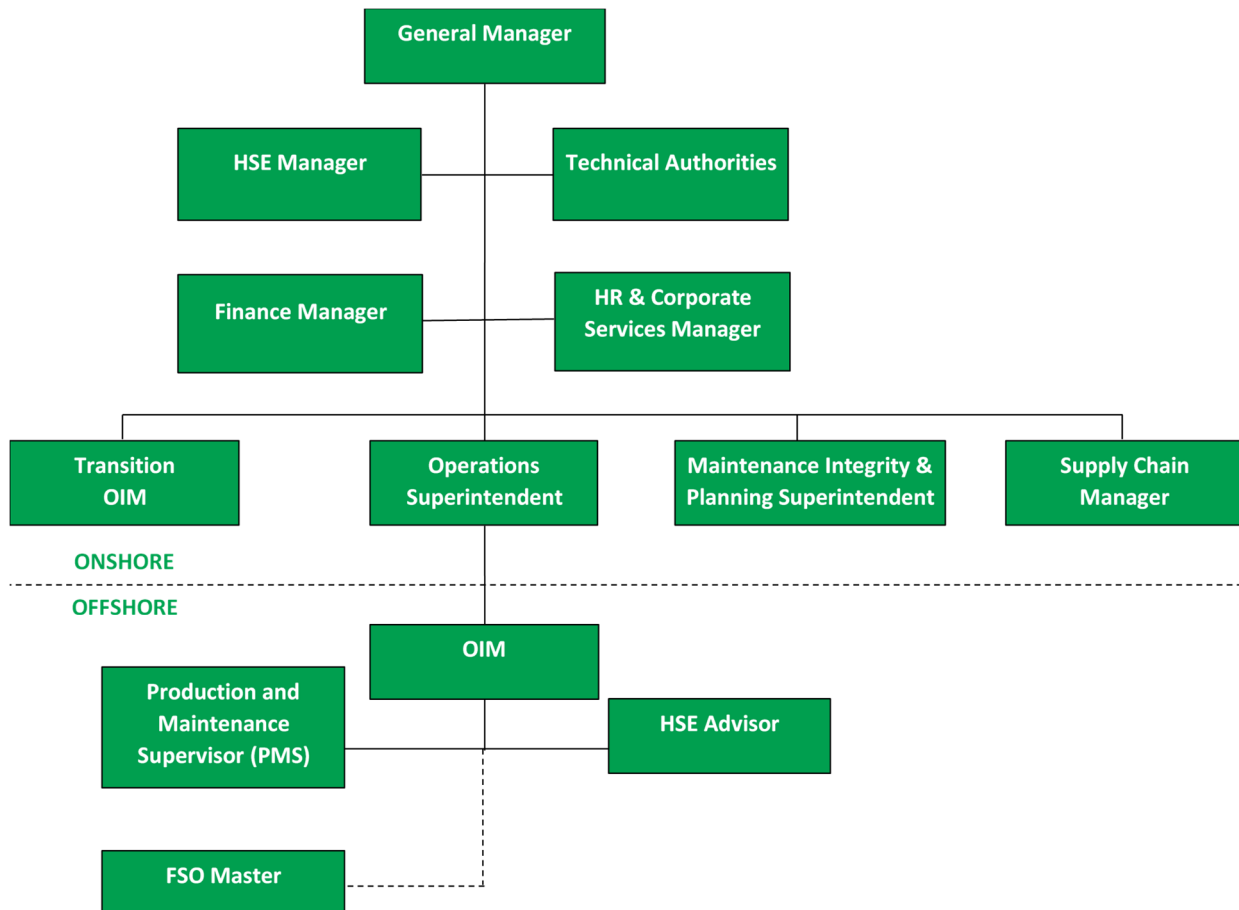 General Manager
HSE Manager
Technical Authorities
Finance Manager
HR & Corporate
Services Manager
Transition
OIM
Operations
Superintendent
Maintenance Integrity &
Planning Superintendent
Supply Chain
Manager
ONSHORE
OFFSHORE
OIM
Production and
Maintenance
Supervisor (PMS)
HSE Advisor
FSO Master